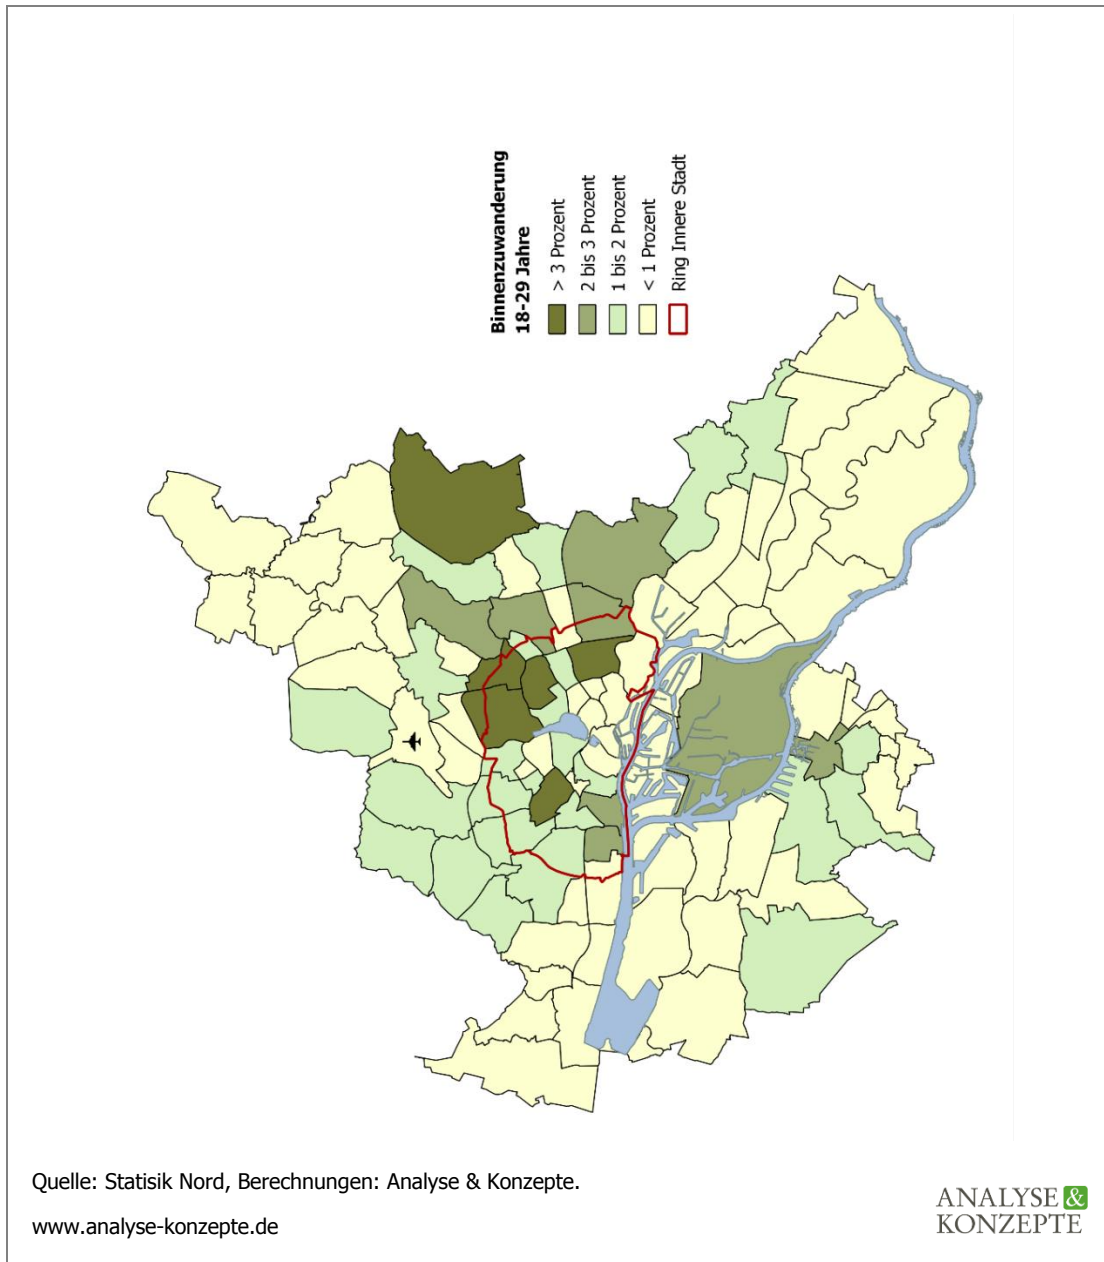 Binnenzuwanderung
18-29 Jahre
> 3 Prozent
2 bis 3 Prozent
1 bis 2 Prozent
< 1 Prozent
Ring Innere Stadt
Quelle: Statisik Nord, Berechnungen: Analyse & Konzepte.
www.analyse-konzepte.de
ANALYSE &
KONZEPTE